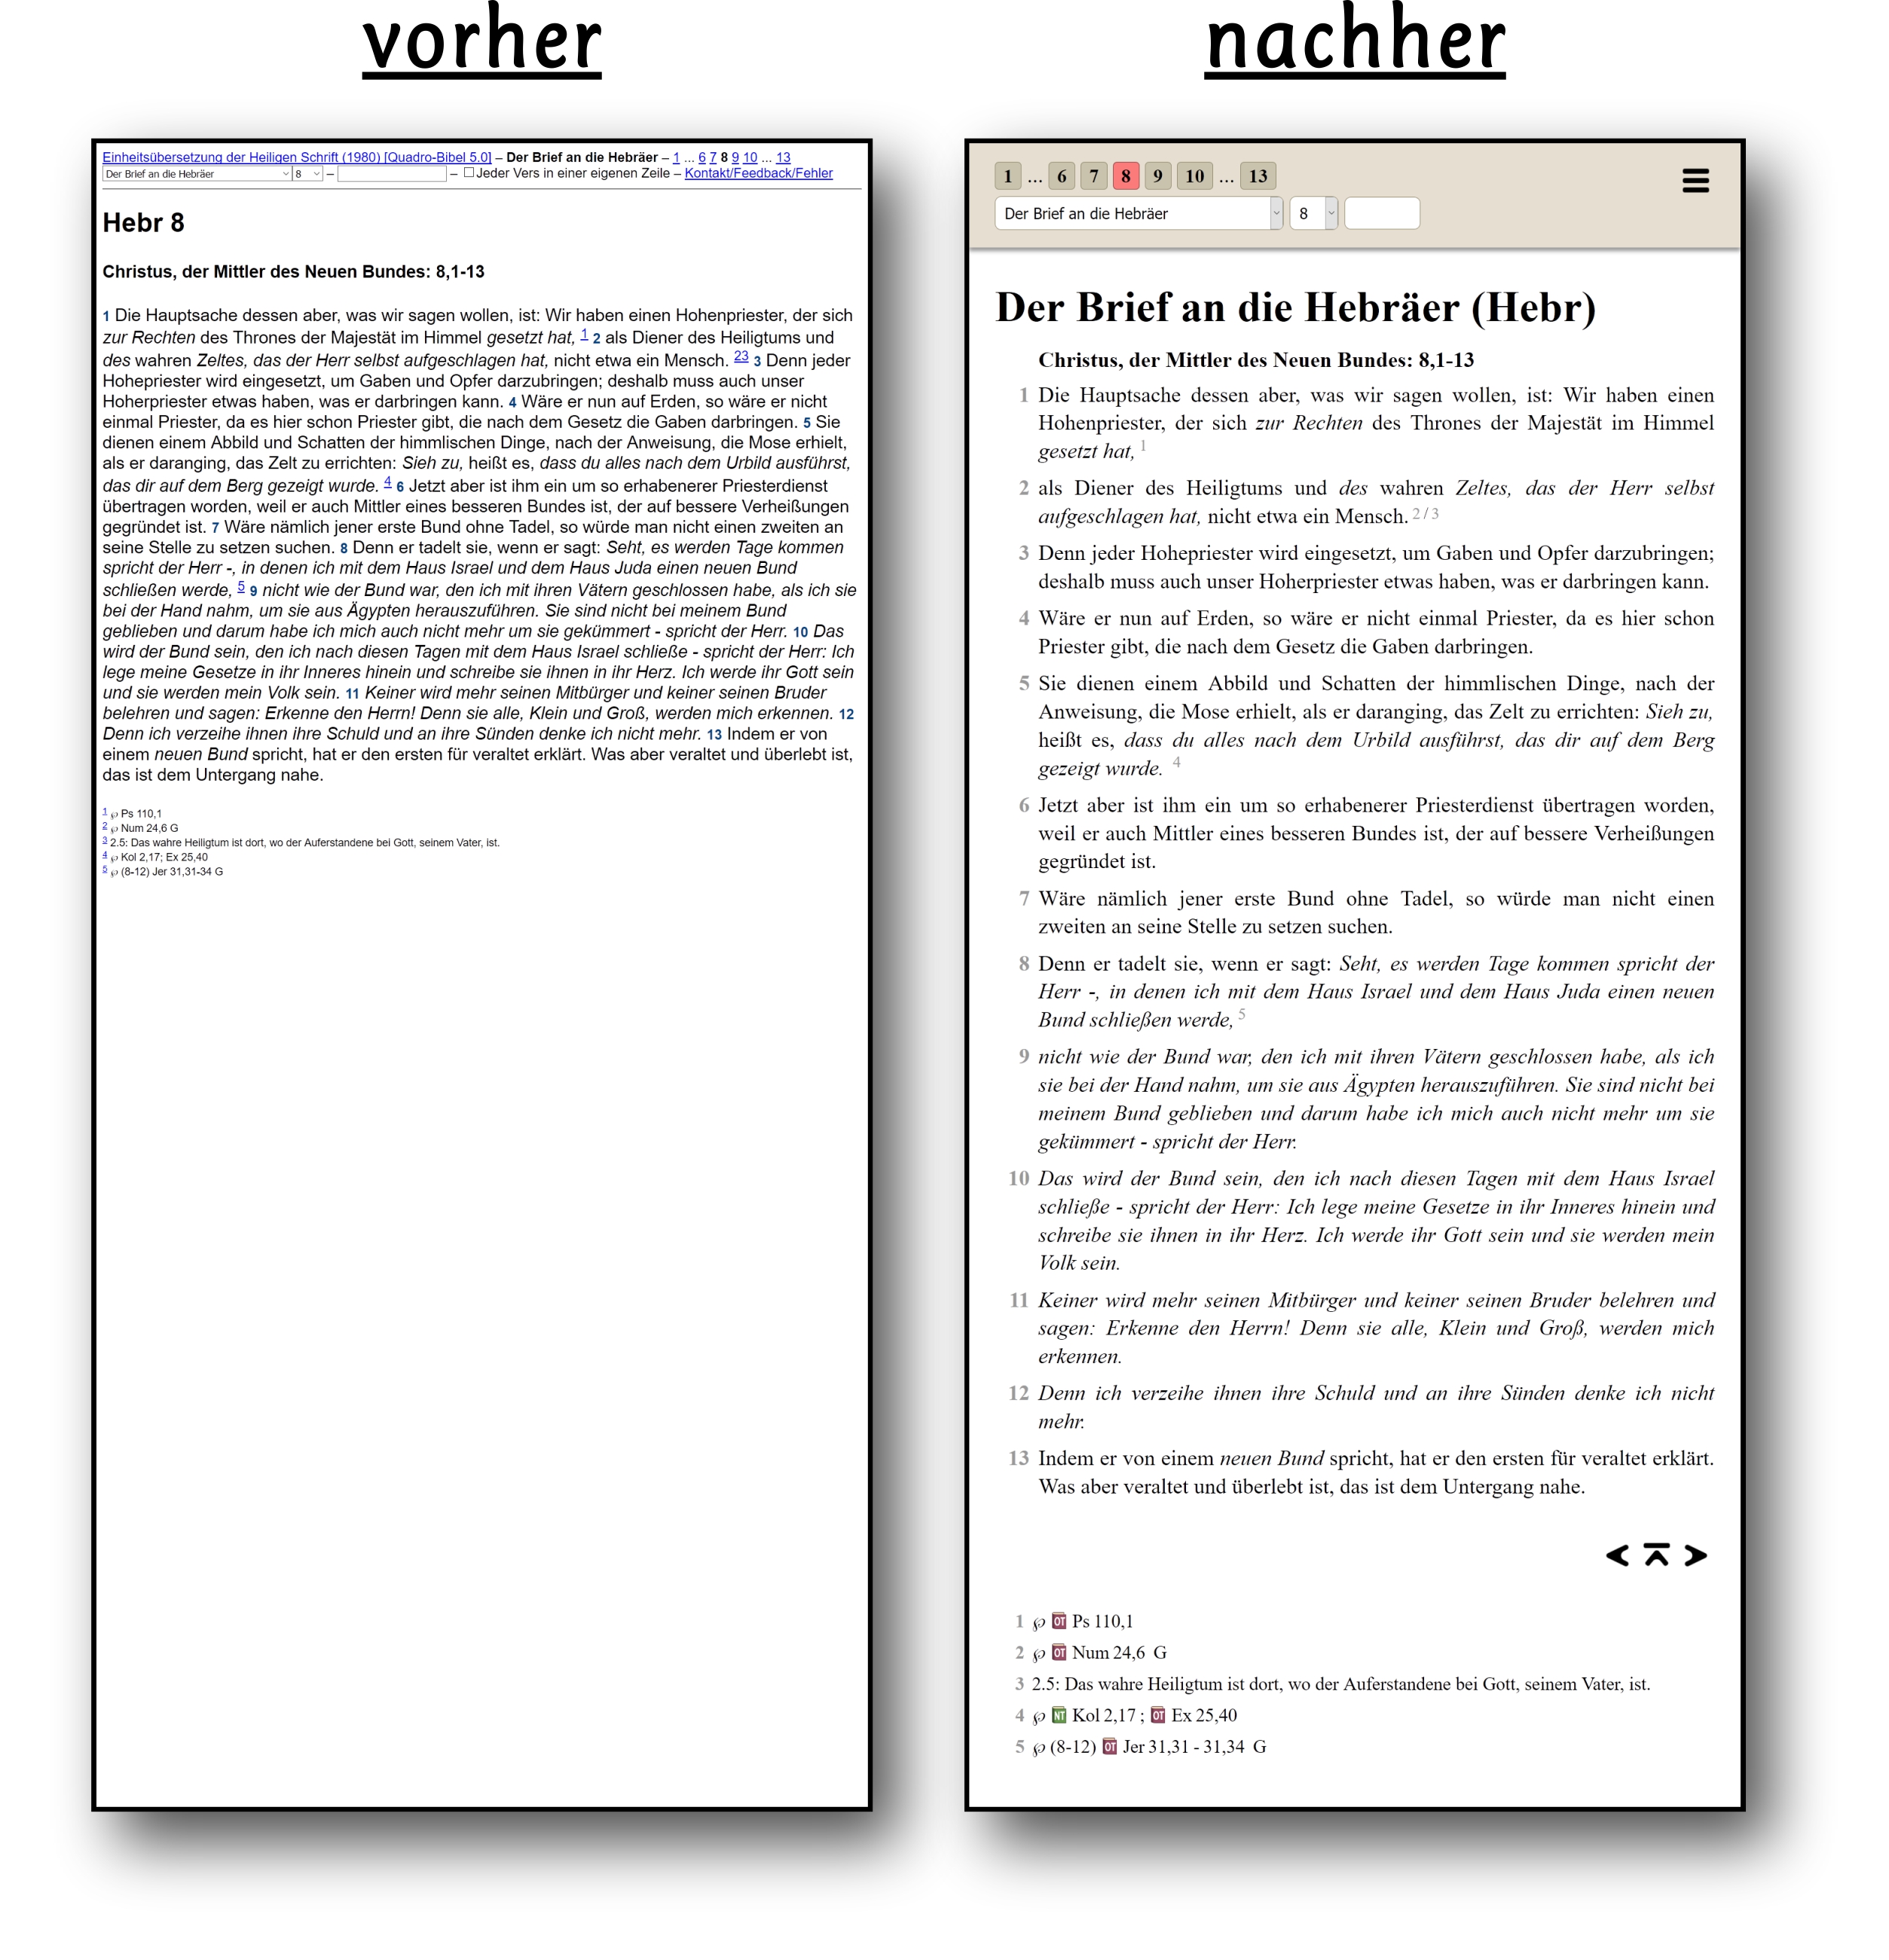 vorher
Einheitsübersetzung der Heiligen Schrift (1980) [Quadro-Bibel 5.0] – Der Brief an die Hebräer – 1 ... 6 7 8 9 10 ... 13
Der Brief an die Hebräer 8 – – Jeder Vers in einer eigenen Zeile – Kontakt/Feedback/Fehler
Hebr 8
Christus, der Mittler des Neuen Bundes: 8,1-13
1 Die Hauptsache dessen aber, was wir sagen wollen, ist: Wir haben einen Hohenpriester, der sich
zur Rechten des Thrones der Majestät im Himmel gesetzt hat, 1 2 als Diener des Heiligtums und
des wahren Zeltes, das der Herr selbst aufgeschlagen hat, nicht etwa ein Mensch. 23 3 Denn jeder
Hohepriester wird eingesetzt, um Gaben und Opfer darzubringen; deshalb muss auch unser
Hoherpriester etwas haben, was er darbringen kann. 4 Wäre er nun auf Erden, so wäre er nicht
einmal Priester, da es hier schon Priester gibt, die nach dem Gesetz die Gaben darbringen. 5 Sie
dienen einem Abbild und Schatten der himmlischen Dinge, nach der Anweisung, die Mose erhielt,
als er daranging, das Zelt zu errichten: Sieh zu, heißt es, dass du alles nach dem Urbild ausführst,
das dir auf dem Berg gezeigt wurde. 4 6 Jetzt aber ist ihm ein um so erhabenerer Priesterdienst
übertragen worden, weil er auch Mittler eines besseren Bundes ist, der auf bessere Verheißungen
gegründet ist. 7 Wäre nämlich jener erste Bund ohne Tadel, so würde man nicht einen zweiten an
seine Stelle zu setzen suchen. 8 Denn er tadelt sie, wenn er sagt: Seht, es werden Tage kommen
spricht der Herr -, in denen ich mit dem Haus Israel und dem Haus Juda einen neuen Bund
schließen werde, 5 9 nicht wie der Bund war, den ich mit ihren Vätern geschlossen habe, als ich sie
bei der Hand nahm, um sie aus Ägypten herauszuführen. Sie sind nicht bei meinem Bund
geblieben und darum habe ich mich auch nicht mehr um sie gekümmert - spricht der Herr. 10 Das
wird der Bund sein, den ich nach diesen Tagen mit dem Haus Israel schließe - spricht der Herr: Ich
lege meine Gesetze in ihr Inneres hinein und schreibe sie ihnen in ihr Herz. Ich werde ihr Gott sein
und sie werden mein Volk sein. 11 Keiner wird mehr seinen Mitbürger und keiner seinen Bruder
belehren und sagen: Erkenne den Herrn! Denn sie alle, Klein und Groß, werden mich erkennen. 12
Denn ich verzeihe ihnen ihre Schuld und an ihre Sünden denke ich nicht mehr. 13 Indem er von
einem neuen Bund spricht, hat er den ersten für veraltet erklärt. Was aber veraltet und überlebt ist,
das ist dem Untergang nahe.
1 ℘ Ps 110,1
2 ℘ Num 24,6 G
3 2.5: Das wahre Heiligtum ist dort, wo der Auferstandene bei Gott, seinem Vater, ist.
4 ℘ Kol 2,17; Ex 25,40
5 ℘ (8-12) Jer 31,31-34 G
nachher
1 ... 6 7 8 9 10 ... 13
Der Brief an die Hebräer 8
Der Brief an die Hebräer (Hebr)
Christus, der Mittler des Neuen Bundes: 8,1-13
1 Die Hauptsache dessen aber, was wir sagen wollen, ist: Wir haben einen
Hohenpriester, der sich zur Rechten des Thrones der Majestät im Himmel
gesetzt hat, 1
2 als Diener des Heiligtums und des wahren Zeltes, das der Herr selbst
aufgeschlagen hat, nicht etwa ein Mensch. 2 / 3
3 Denn jeder Hohepriester wird eingesetzt, um Gaben und Opfer darzubringen;
deshalb muss auch unser Hoherpriester etwas haben, was er darbringen kann.
4 Wäre er nun auf Erden, so wäre er nicht einmal Priester, da es hier schon
Priester gibt, die nach dem Gesetz die Gaben darbringen.
5 Sie dienen einem Abbild und Schatten der himmlischen Dinge, nach der
Anweisung, die Mose erhielt, als er daranging, das Zelt zu errichten: Sieh zu,
heißt es, dass du alles nach dem Urbild ausführst, das dir auf dem Berg
gezeigt wurde. 4
6 Jetzt aber ist ihm ein um so erhabenerer Priesterdienst übertragen worden,
weil er auch Mittler eines besseren Bundes ist, der auf bessere Verheißungen
gegründet ist.
7 Wäre nämlich jener erste Bund ohne Tadel, so würde man nicht einen
zweiten an seine Stelle zu setzen suchen.
8 Denn er tadelt sie, wenn er sagt: Seht, es werden Tage kommen spricht der
Herr -, in denen ich mit dem Haus Israel und dem Haus Juda einen neuen
Bund schließen werde, 5
9 nicht wie der Bund war, den ich mit ihren Vätern geschlossen habe, als ich
sie bei der Hand nahm, um sie aus Ägypten herauszuführen. Sie sind nicht bei
meinem Bund geblieben und darum habe ich mich auch nicht mehr um sie
gekümmert - spricht der Herr.
10 Das wird der Bund sein, den ich nach diesen Tagen mit dem Haus Israel
schließe - spricht der Herr: Ich lege meine Gesetze in ihr Inneres hinein und
schreibe sie ihnen in ihr Herz. Ich werde ihr Gott sein und sie werden mein
Volk sein.
11 Keiner wird mehr seinen Mitbürger und keiner seinen Bruder belehren und
sagen: Erkenne den Herrn! Denn sie alle, Klein und Groß, werden mich
erkennen.
12 Denn ich verzeihe ihnen ihre Schuld und an ihre Sünden denke ich nicht
mehr.
13 Indem er von einem neuen Bund spricht, hat er den ersten für veraltet erklärt.
Was aber veraltet und überlebt ist, das ist dem Untergang nahe.
1 ℘ OT Ps 110,1
2 ℘ OT Num 24,6 G
3 2.5: Das wahre Heiligtum ist dort, wo der Auferstandene bei Gott, seinem Vater, ist.
4 ℘ NT Kol 2,17 ; OT Ex 25,40
5 ℘ (8-12) OT Jer 31,31 - 31,34 G